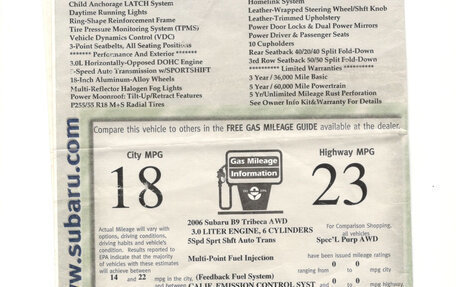 Child Anchorage LATCH System
Daytime Running Lights
Ring-Shape Reinforcement Frame
Tire Pressure Monitoring System (TPMS)
Vehicle Dynamics Control (VDC)
3-Point Seatbelts, All Seating Positions
******* Performance And Exterior *******
3.0L Horizontally-Opposed DOHC Engine
-Speed Auto Transmission w/SPORTSHIFT
18-Inch Aluminum-Alloy Wheels
Multi-Reflector Halogen Fog Lights
Power Moonroof: Tilt-Up/Retract Features
P255/55 R18 M+S Radial Tires
Homelink System
Leather-Wrapped Steering Wheel/Shift Knob
Leather-Trimmed Upholstery
Power Door Locks & Dual Power Mirrors
Power Driver & Passenger Seats
10 Cupholders
Rear Seatback 40/20/40 Split Fold-Down
3rd Row Seatback 50/50 Split Fold-Down
********** Limited Warranties **********
3 Year / 36,000 Mile Basic
5 Year / 60,000 Mile Powertrain
5 Yr/Unlimited Mileage Rust Perforation
See Owner Info Kit&Warranty For Details
www.subaru.com
Compare this vehicle to others in the FREE GAS MILEAGE GUIDE available at the dealer.
City MPG
18
Gas Mileage
Information
Highway MPG
23
2006 Subaru B9 Tribeca AWD
3.0 LITER ENGINE, 6 CYLINDERS
5Spd Sprt Shft Auto Trans
Multi-Point Fuel Injection
(Feedback Fuel System)
CALIF. EMISSION CONTROL SYST
Actual Mileage will vary with
options, driving conditions,
driving habits and vehicle's
condition. Results reported to
EPA indicate that the majority
of vehicles with these estimates
will achieve between
14 and 22 mpg in the city,
For Comparison Shopping,
all vehicles
Spec'L Purp AWD
have been issued mileage ratings
ranging from 0 to 0 mpg city
0 to 0 mpg